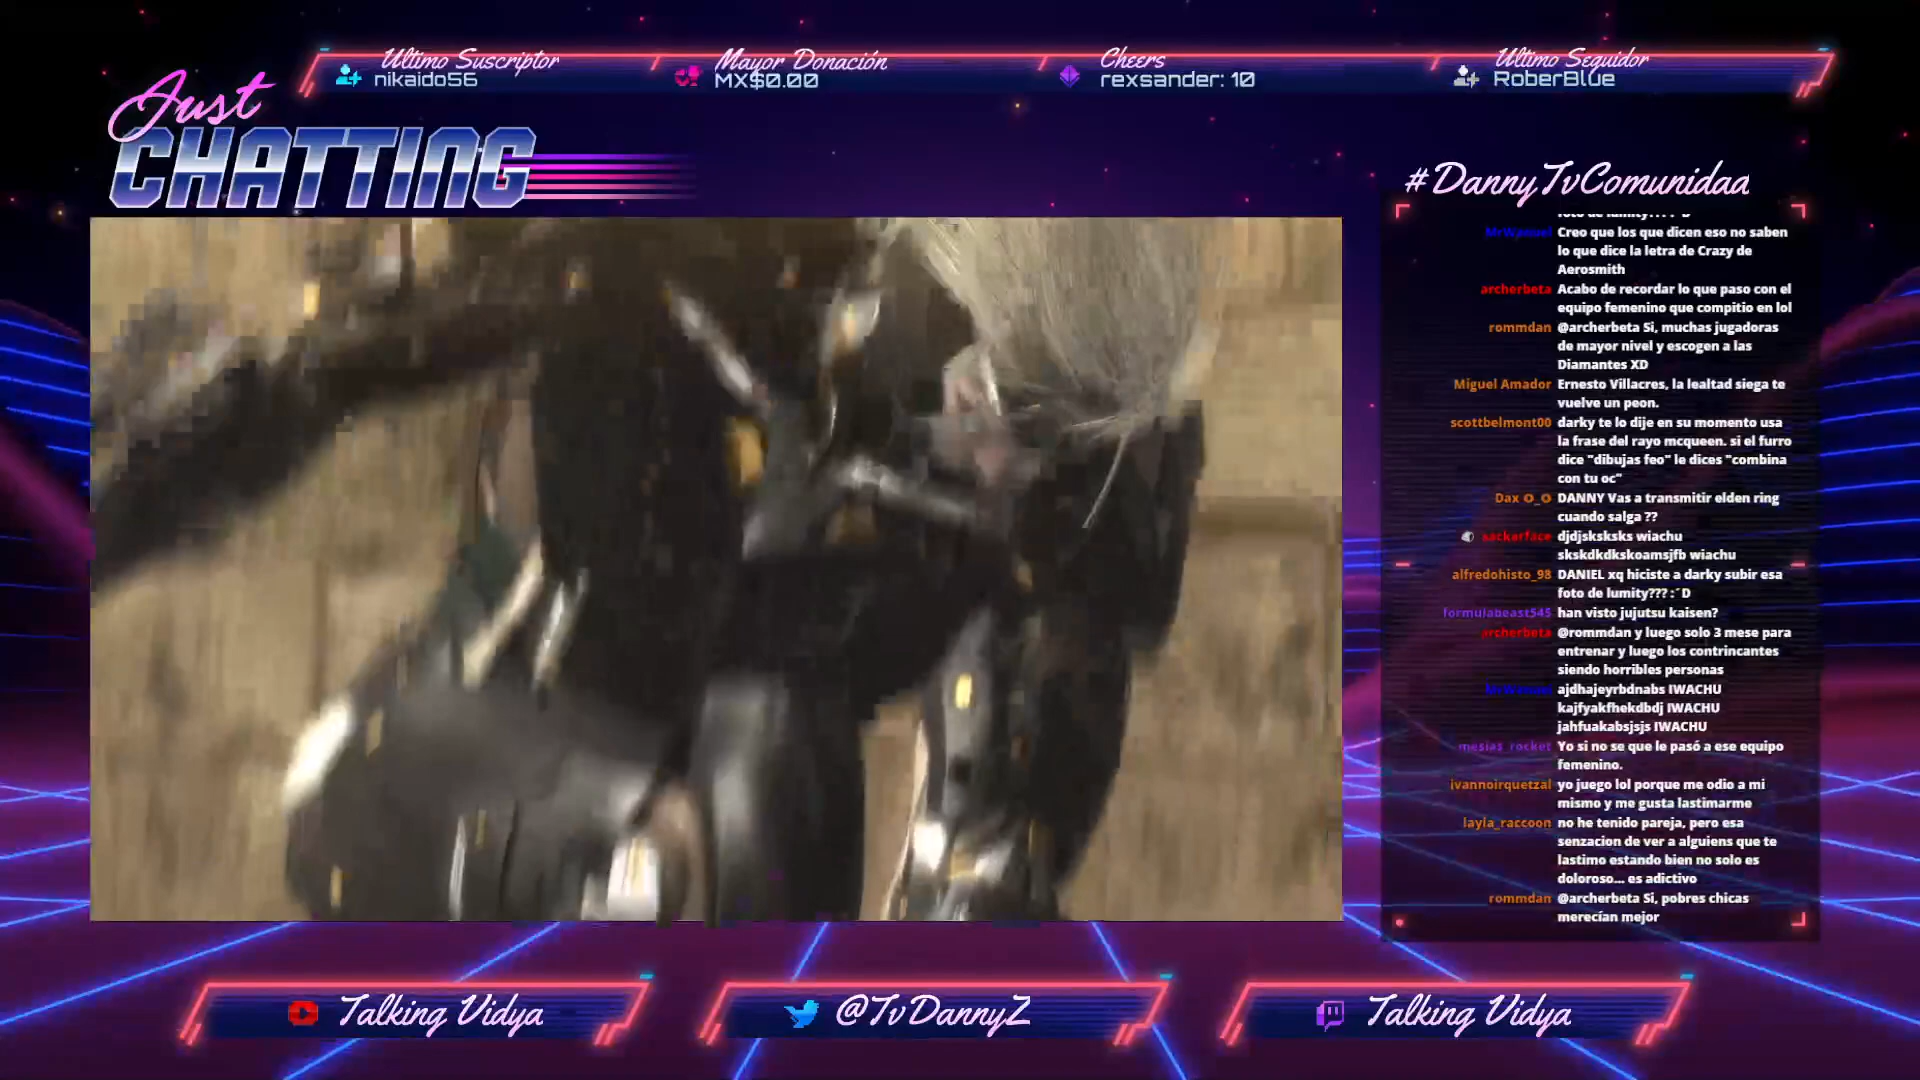 Ultimo Suscriptor
nikaido56
Mayor Donación
MX$0.00
Cheers
rexsander: 10
Ultimo Seguidor
RoberBlue
Just
CHATTING
#DannyTvComunidad
foto de lumity???:´D
MrWamuel Creo que los que dicen eso no saben
lo que dice la letra de Crazy de
Aerosmith
archerbeta Acabo de recordar lo que paso con el
equipo femenino que compitio en lol
rommdan @archerbeta Si, muchas jugadoras
de mayor nivel y escogen a las
Diamantes XD
Miguel Amador Ernesto Villacres, la lealtad siega te
vuelve un peon.
scottbelmont00 darky te lo dije en su momento usa
la frase del rayo mcqueen. si el furro
dice "dibujas feo" le dices "combina
con tu oc"
Dax ʘ_ʘ DANNY Vas a transmitir elden ring
cuando salga ??
sackarface djdjsksksks wiachu
skskdkdkskoamsjfb wiachu
alfredohisto_98 DANIEL xq hiciste a darky subir esa
foto de lumity??? :´D
formulabeast545 han visto jujutsu kaisen?
archerbeta @rommdan y luego solo 3 mese para
entrenar y luego los contrincantes
siendo horribles personas
ajdhajeyrbdnabs IWACHU
kajfyakfhekdbdj IWACHU
jahfuakabsjsjs IWACHU
mesias_rocket Yo si no se que le pasó a ese equipo
femenino.
ivannoirquetzal yo juego lol porque me odio a mi
mismo y me gusta lastimarme
layla_raccoon no he tenido pareja, pero esa
senzacion de ver a alguiens que te
lastimo estando bien no solo es
doloroso... es adictivo
rommdan @archerbeta Si, pobres chicas
merecían mejor
Talking Vidya
@TvDannyZ
Talking Vidya